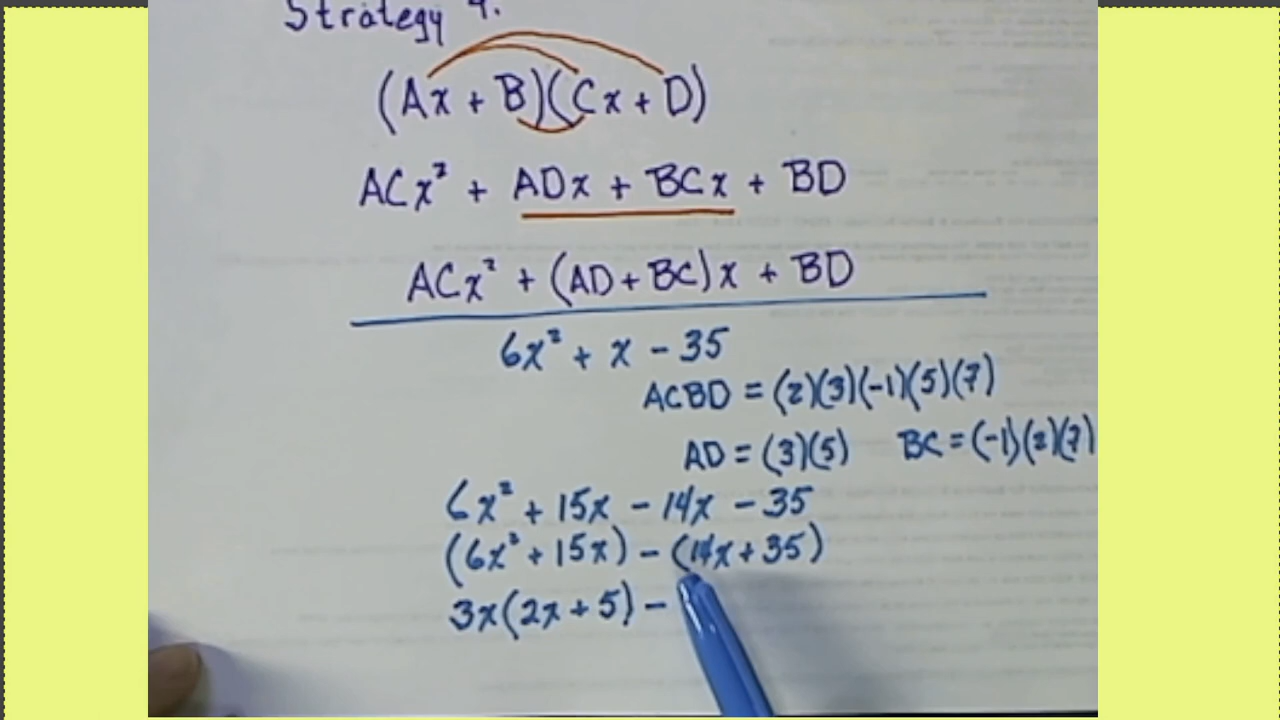 Strategy 4.
(Ax + B)(Cx + D)
ACx² + ADx + BCx + BD
ACx² + (AD + BC)x + BD
6x² + x - 35
ACBD = (2)(3)(-1)(5)(7)
AD = (3)(5) BC = (-1)(2)(7)
6x² + 15x - 14x - 35
(6x² + 15x) - (14x + 35)
3x(2x + 5) -